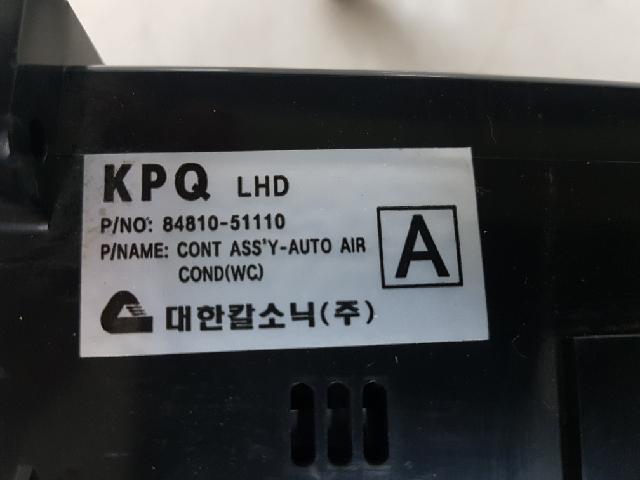 KPQ LHD
P/NO: 84810-51110
P/NAME: CONT ASS'Y-AUTO AIR
COND(WC)
A
대한칼소닉(주)